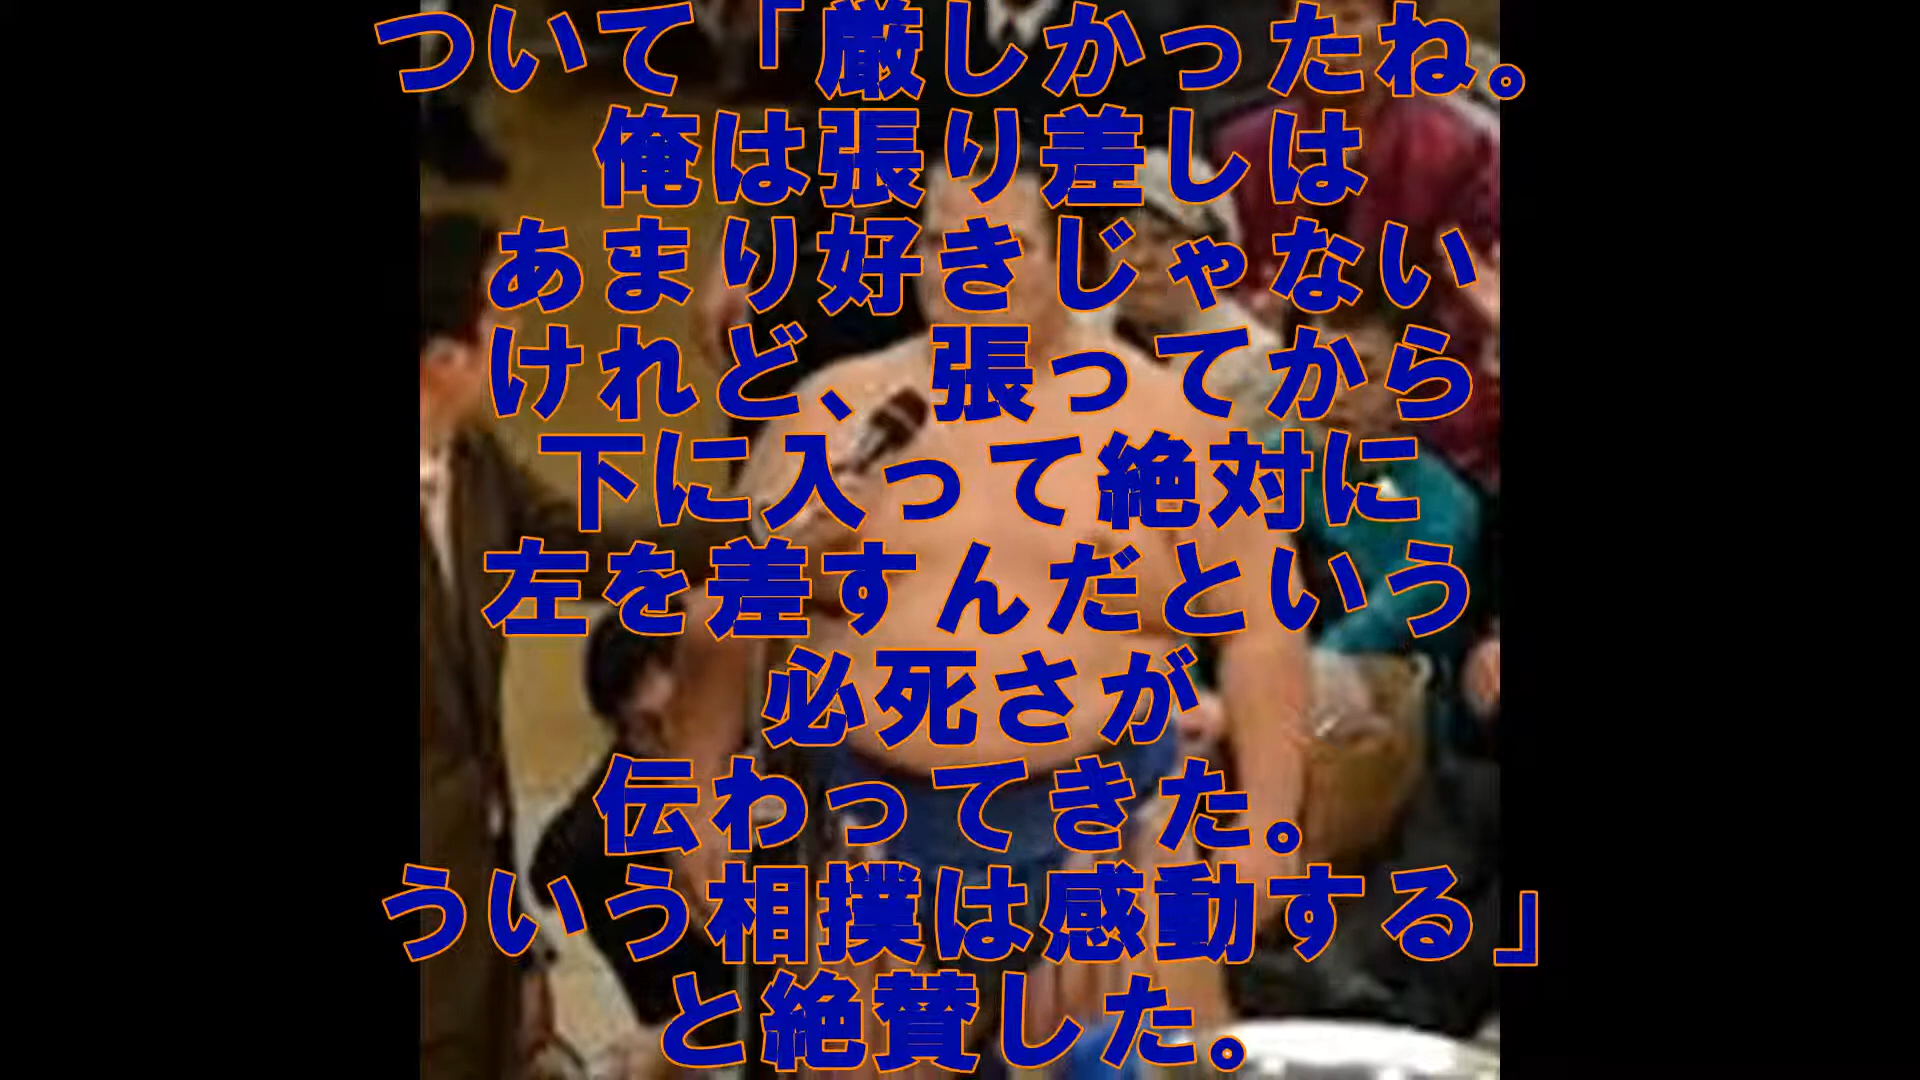 ついて「厳しかったね。
俺は張り差しは
あまり好きじゃない
けれど、張ってから
下に入って絶対に
左を差すんだという
必死さが
伝わってきた。
ういう相撲は感動する」
と絶賛した。